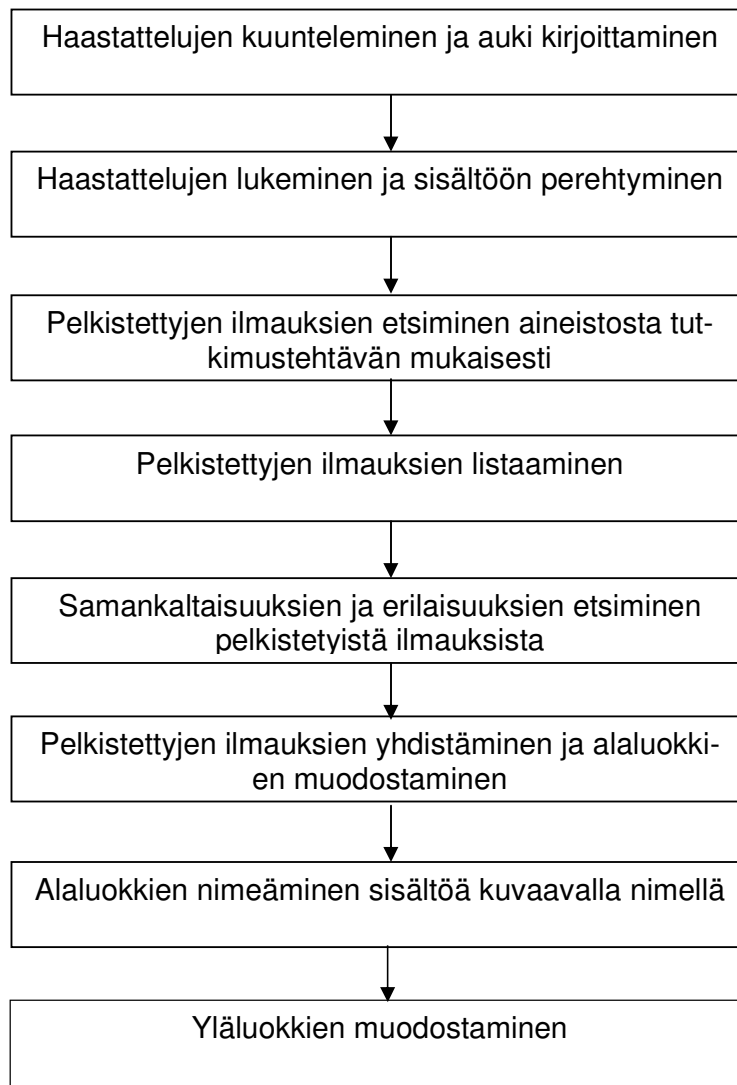 Haastattelujen kuunteleminen ja auki kirjoittaminen
Haastattelujen lukeminen ja sisältöön perehtyminen
Pelkistettyjen ilmauksien etsiminen aineistosta tut-
kimustehtävän mukaisesti
Pelkistettyjen ilmauksien listaaminen
Samankaltaisuuksien ja erilaisuuksien etsiminen
pelkistetyistä ilmauksista
Pelkistettyjen ilmauksien yhdistäminen ja alaluokki-
en muodostaminen
Alaluokkien nimeäminen sisältöä kuvaavalla nimellä
Yläluokkien muodostaminen